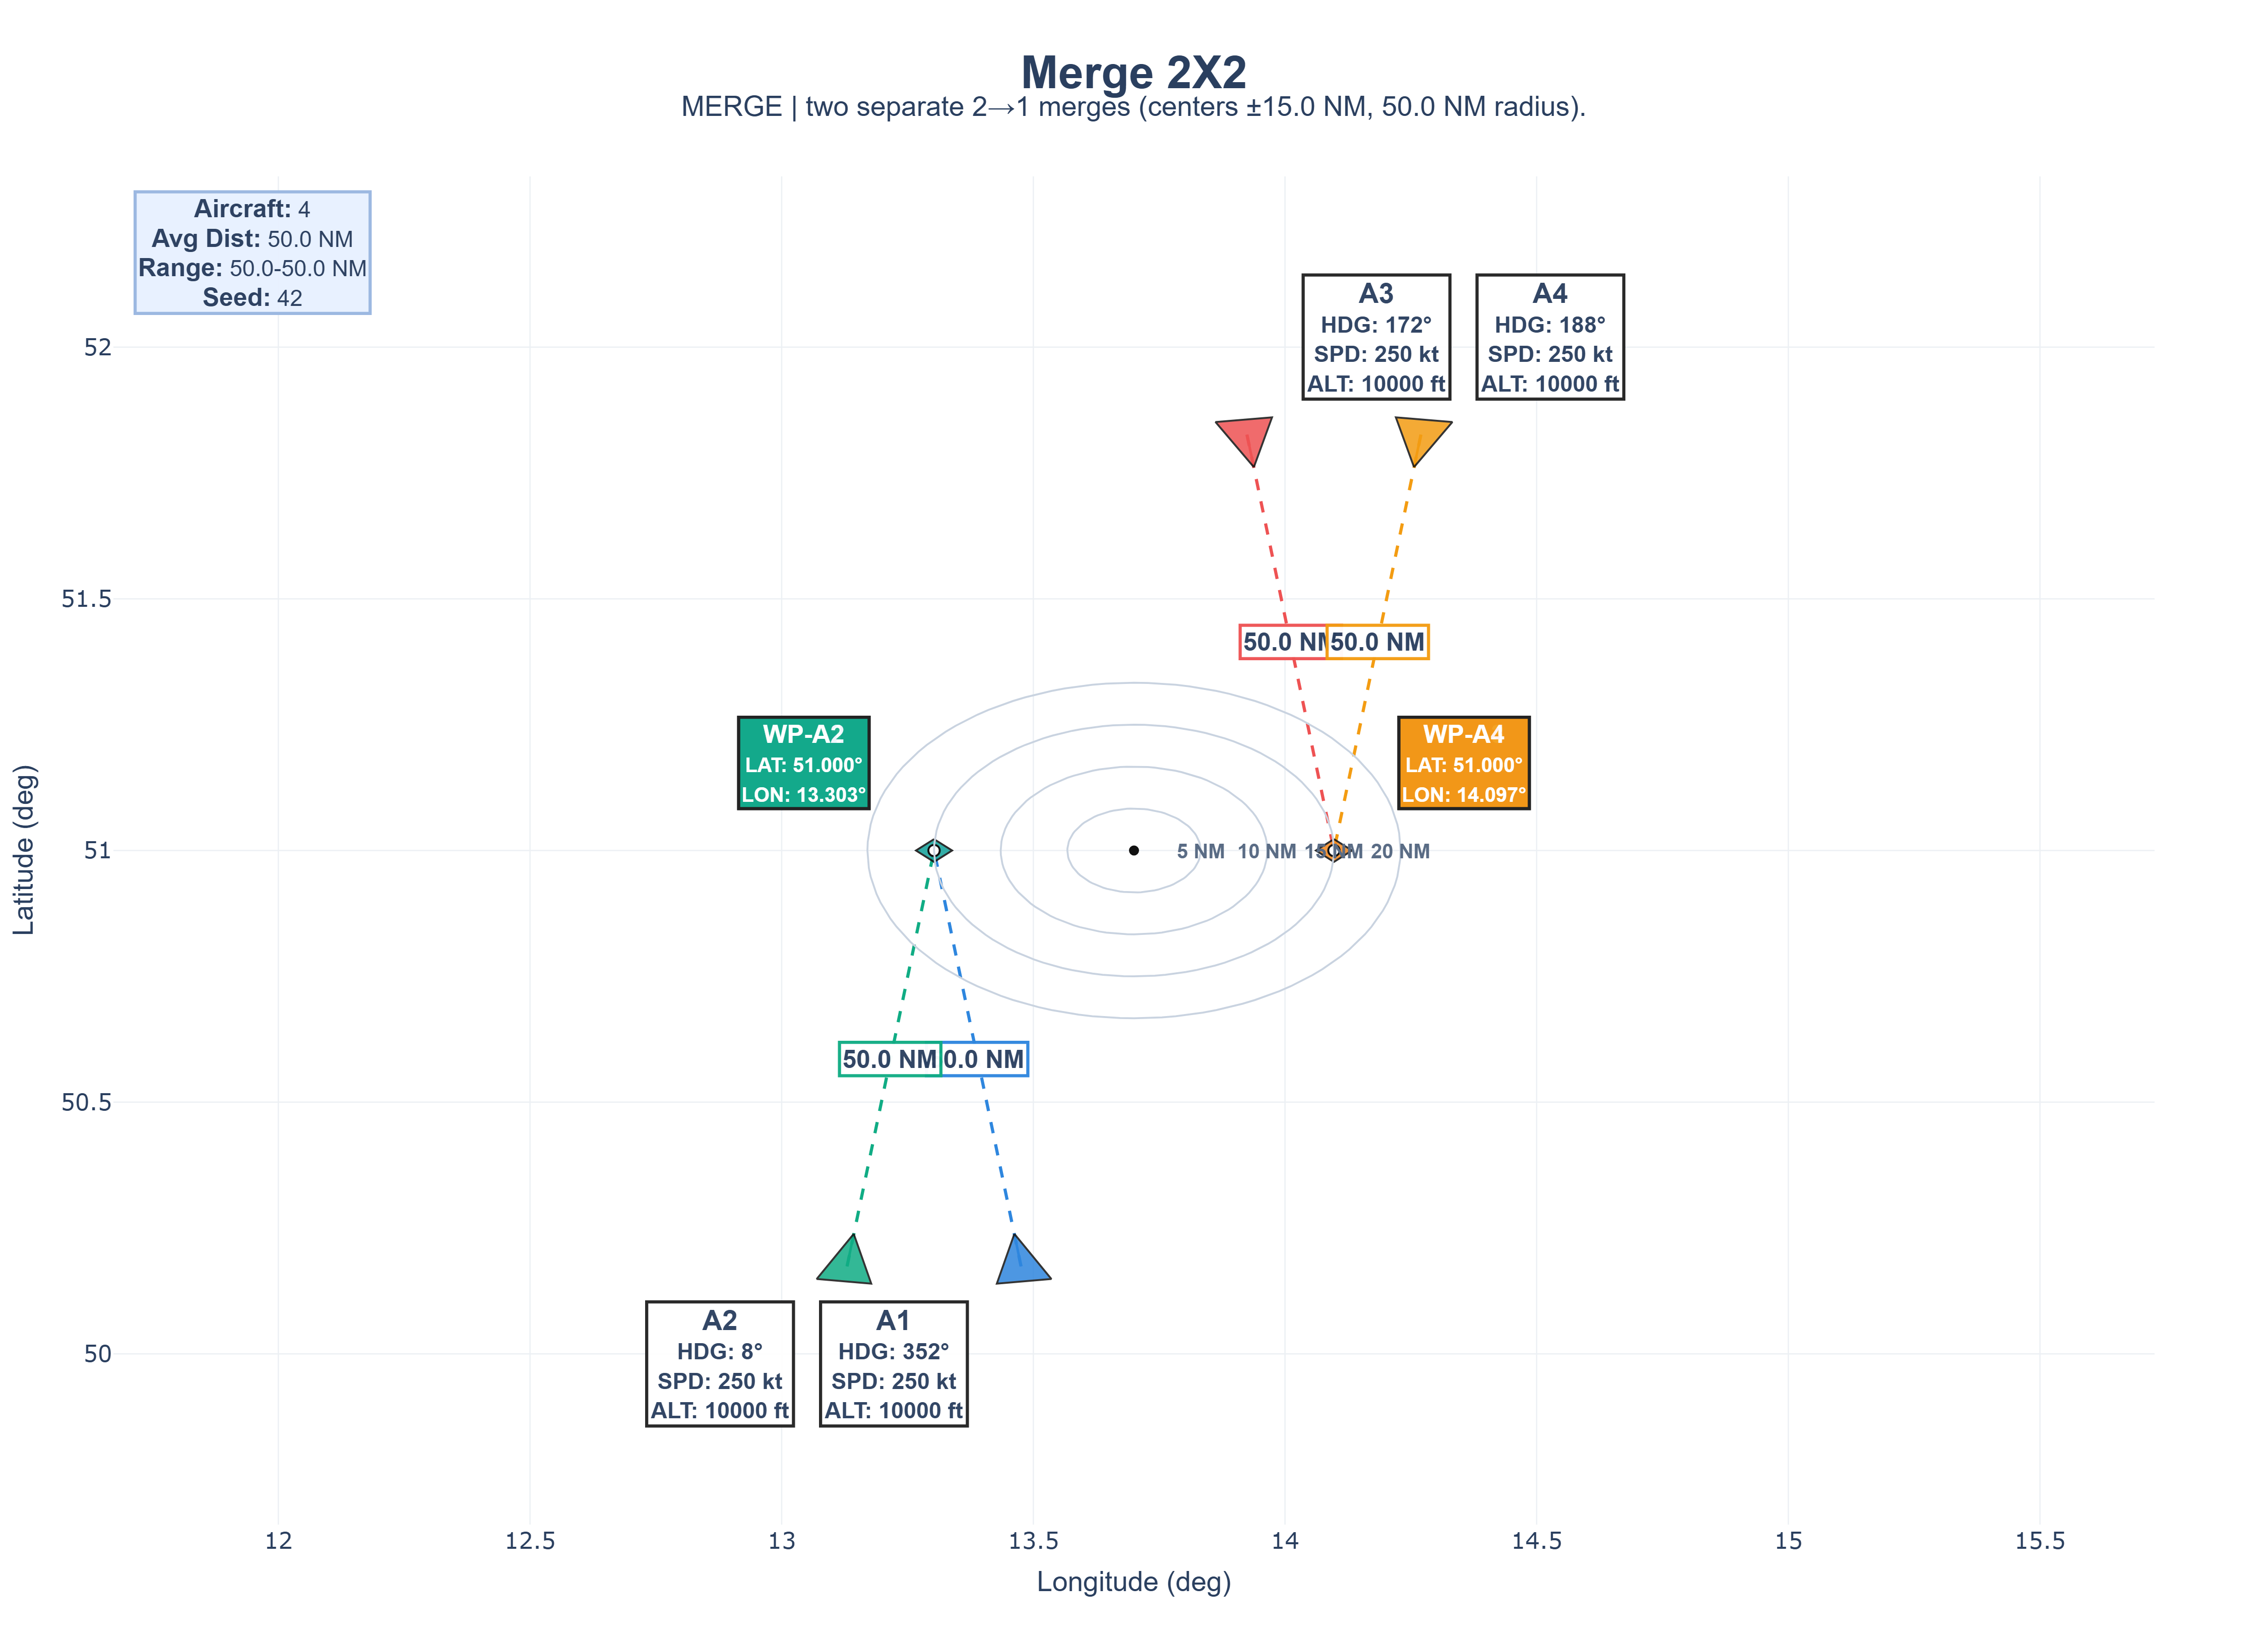 Merge 2X2
MERGE | two separate 2→1 merges (centers ±15.0 NM, 50.0 NM radius).
Aircraft: 4
Avg Dist: 50.0 NM
Range: 50.0-50.0 NM
Seed: 42
A3
HDG: 172°
SPD: 250 kt
ALT: 10000 ft
A4
HDG: 188°
SPD: 250 kt
ALT: 10000 ft
52
51.5
51
50.5
50
Latitude (deg)
50.0 NM
50.0 NM
WP-A2
LAT: 51.000°
LON: 13.303°
WP-A4
LAT: 51.000°
LON: 14.097°
5 NM
10 NM
15 NM
20 NM
50.0 NM
0.0 NM
A2
HDG: 8°
SPD: 250 kt
ALT: 10000 ft
A1
HDG: 352°
SPD: 250 kt
ALT: 10000 ft
12
12.5
13
13.5
14
14.5
15
15.5
Longitude (deg)